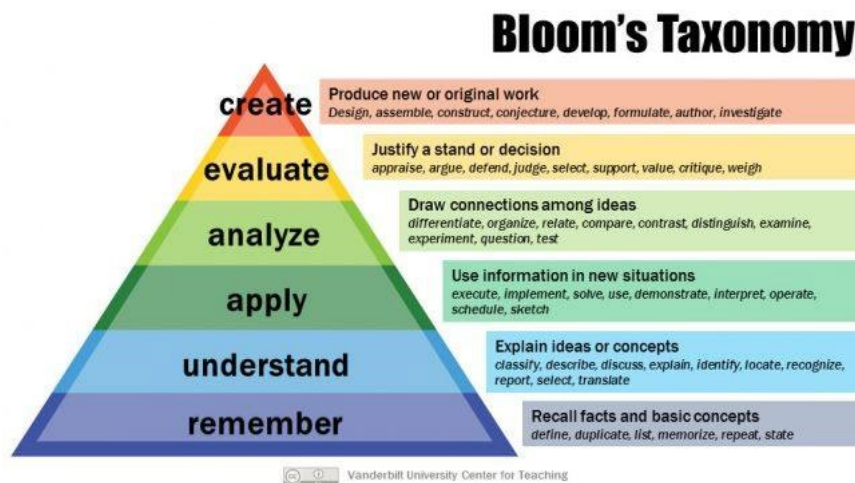 Bloom's Taxonomy
create
Produce new or original work
Design, assemble, construct, conjecture, develop, formulate, author, investigate
evaluate
Justify a stand or decision
appraise, argue, defend, judge, select, support, value, critique, weigh
analyze
Draw connections among ideas
differentiate, organize, relate, compare, contrast, distinguish, examine,
experiment, question, test
apply
Use information in new situations
execute, implement, solve, use, demonstrate, interpret, operate,
schedule, sketch
understand
Explain ideas or concepts
classify, describe, discuss, explain, identify, locate, recognize,
report, select, translate
remember
Recall facts and basic concepts
define, duplicate, list, memorize, repeat, state
cc
Vanderbilt University Center for Teaching